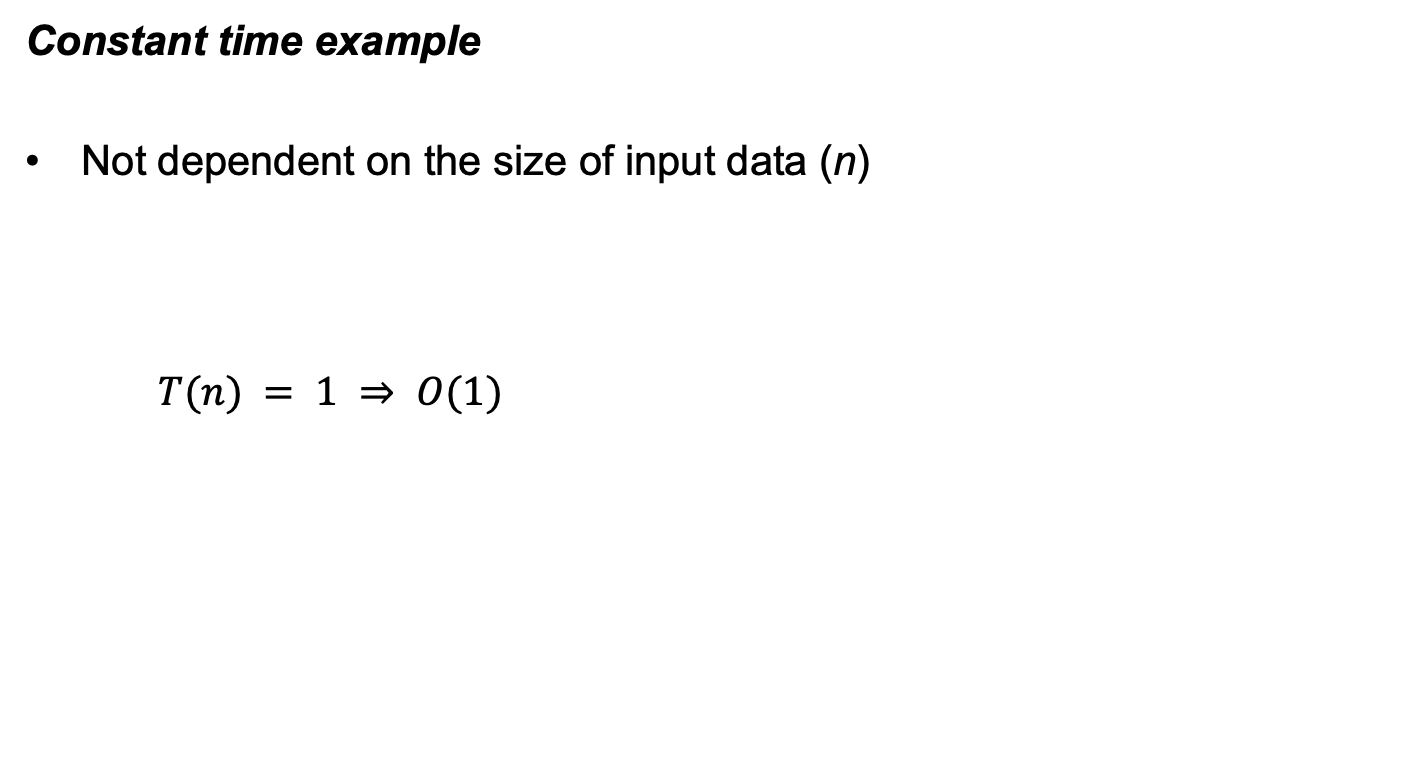 Constant time example
• Not dependent on the size of input data (n)
T(n) = 1 ⇒ O(1)